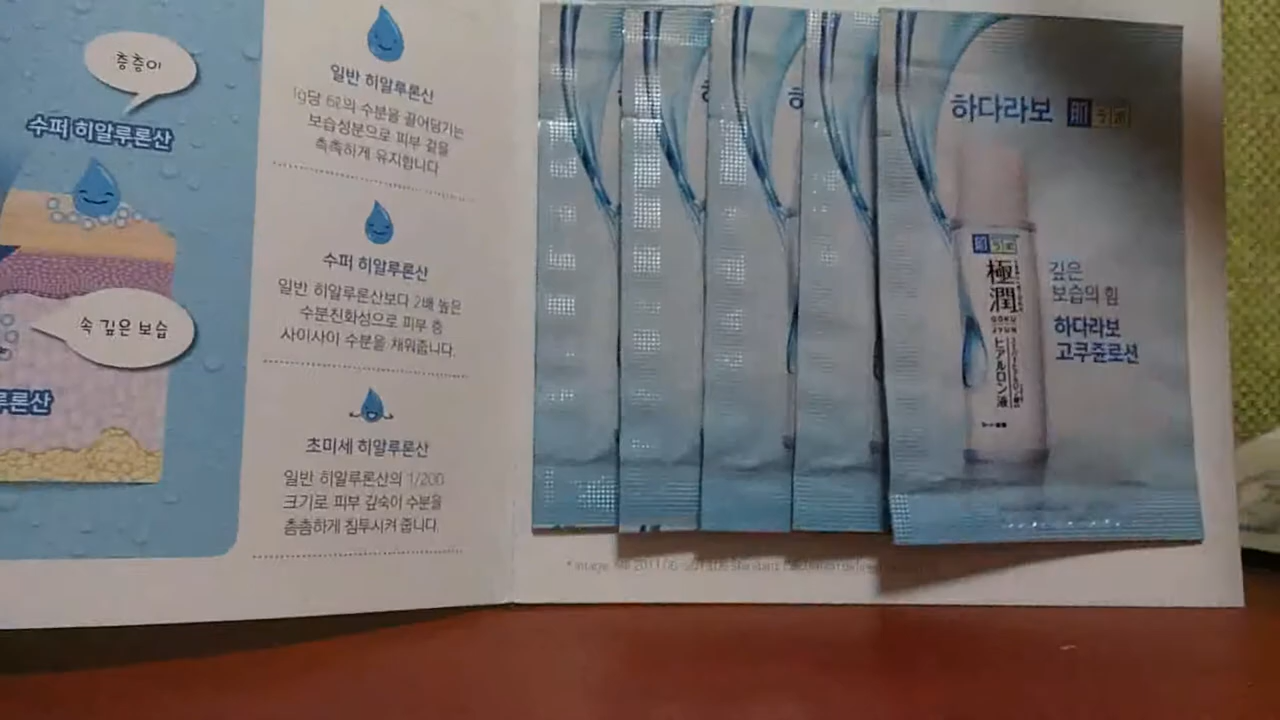 층층이
수퍼 히알루론산
속 깊은 보습
루론산
일반 히알루론산
1g당 6ℓ의 수분을 끌어당기는
보습성분으로 피부 겉을
촉촉하게 유지합니다
수퍼 히알루론산
일반 히알루론산보다 2배 높은
수분친화성으로 피부 층
사이사이 수분을 채워줍니다.
초미세 히알루론산
일반 히알루론산의 1/200
크기로 피부 깊숙이 수분을
촘촘하게 침투시켜 줍니다.
하다라보 肌
肌
極潤
GOKU
JYUN
ヒアルロン液
깊은
보습의 힘
하다라보
고쿠쥰로션